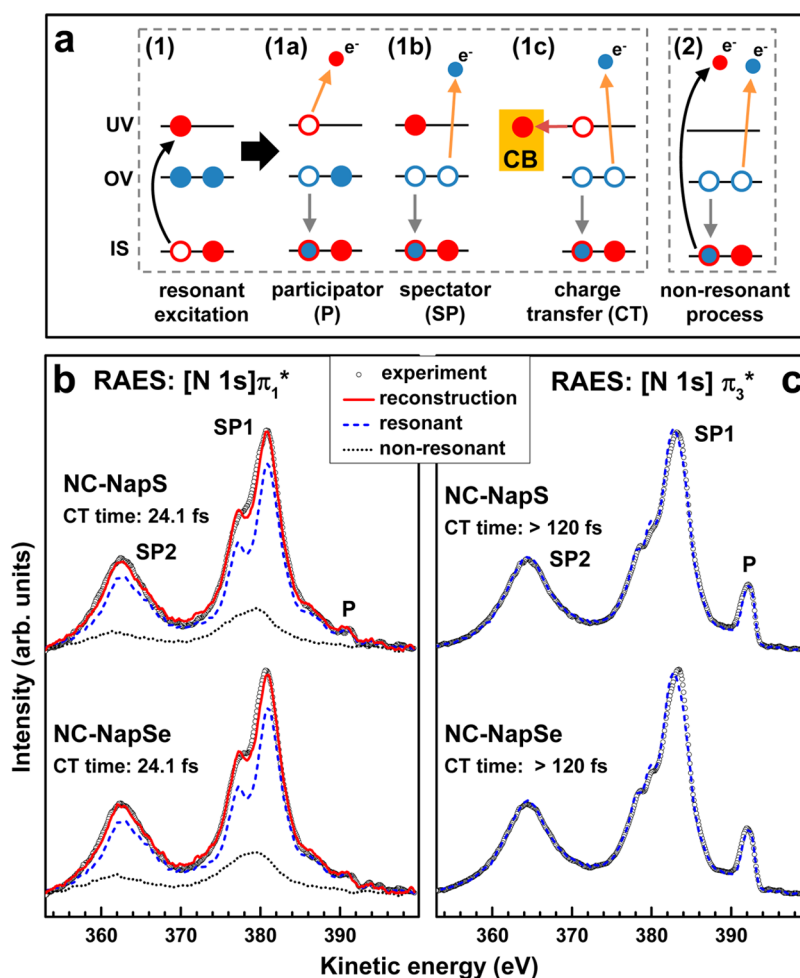 a
(1) (1a) (1b) (1c) (2)
e- e- e- e- e-
UV
CB
OV
IS
resonant excitation
participator (P)
spectator (SP)
charge transfer (CT)
non-resonant process
b RAES: [N 1s]π1*
experiment
reconstruction
resonant
non-resonant
RAES: [N 1s] π3* c
SP1
NC-NapS
CT time: 24.1 fs
SP2
P
NC-NapSe
CT time: 24.1 fs
SP1
NC-NapS
CT time: > 120 fs
SP2
P
NC-NapSe
CT time: > 120 fs
Intensity (arb. units)
360 370 380 390 360 370 380 390
Kinetic energy (eV)